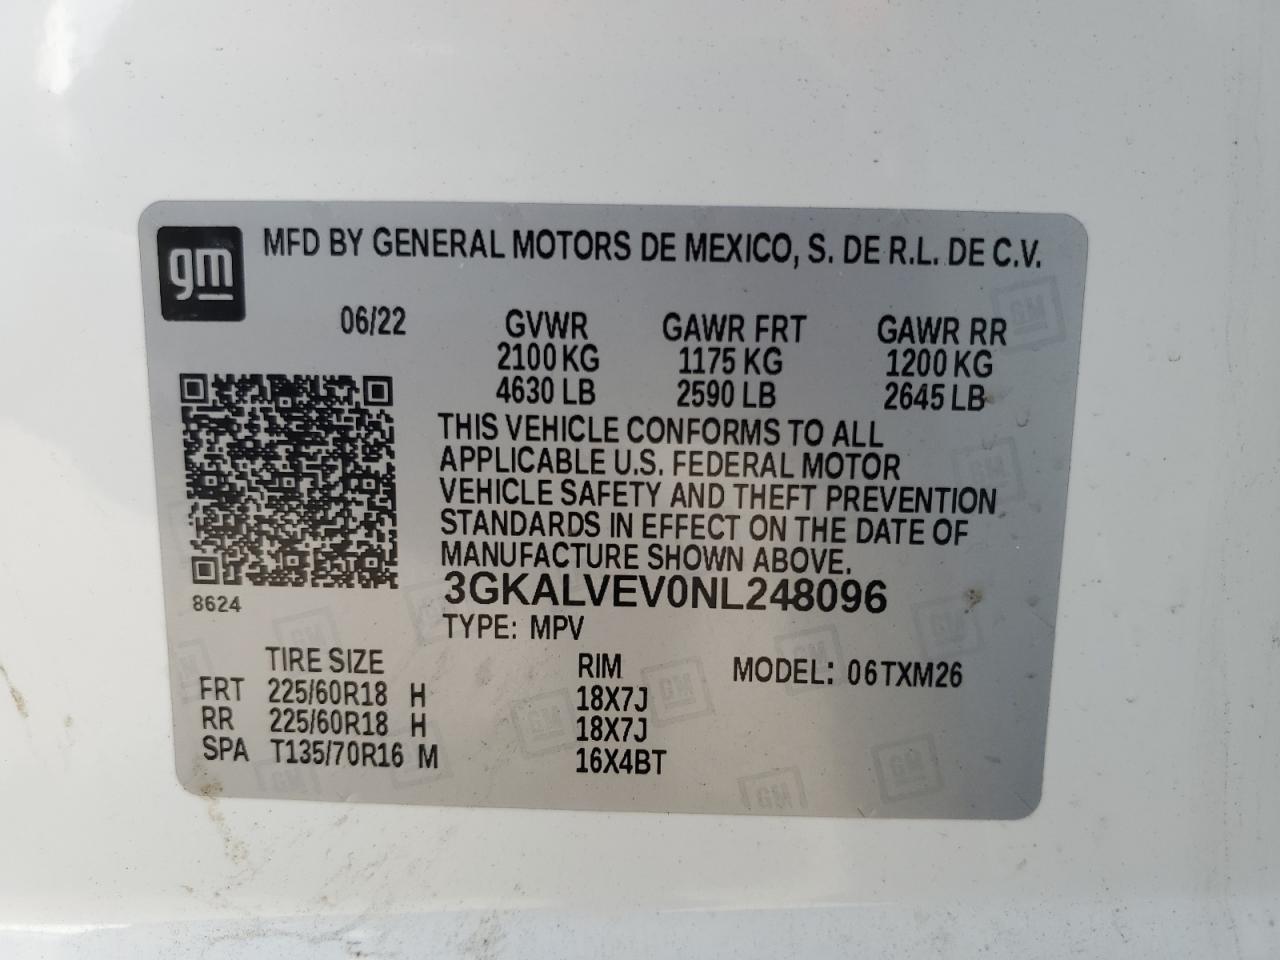 gm
MFD BY GENERAL MOTORS DE MEXICO, S. DE R.L. DE C.V.
06/22 GVWR GAWR FRT GAWR RR
2100 KG 1175 KG 1200 KG
4630 LB 2590 LB 2645 LB
THIS VEHICLE CONFORMS TO ALL
APPLICABLE U.S. FEDERAL MOTOR
VEHICLE SAFETY AND THEFT PREVENTION
STANDARDS IN EFFECT ON THE DATE OF
MANUFACTURE SHOWN ABOVE.
3GKALVEV0NL248096
8624
TYPE: MPV
TIRE SIZE RIM MODEL: 06TXM26
FRT 225/60R18 H 18X7J
RR 225/60R18 H 18X7J
SPA T135/70R16 M 16X4BT